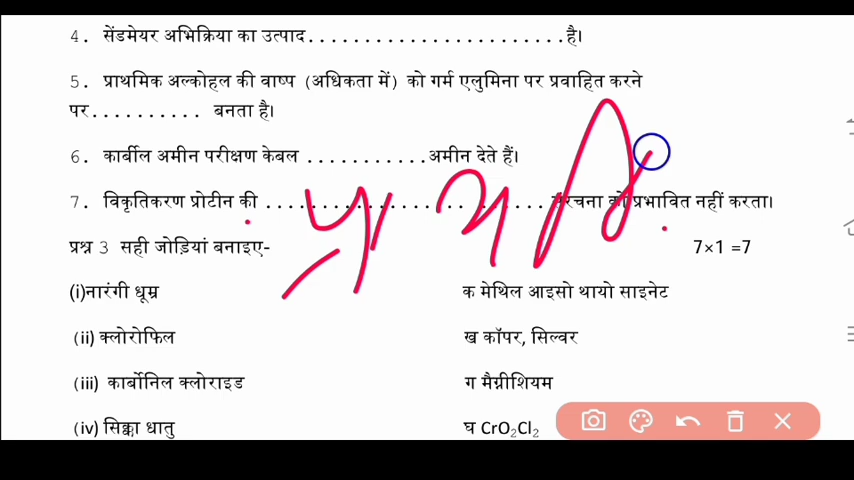 4. सेंडमेयर अभिक्रिया का उत्पाद.......................है।
5. प्राथमिक अल्कोहल की वाष्प (अधिकता में) को गर्म एलुमिना पर प्रवाहित करने
पर.......... बनता है।
6. कार्बील अमीन परीक्षण केबल ...........अमीन देते हैं।
7. विकृतिकरण प्रोटीन की ......................... संरचना को प्रभावित नहीं करता।
प्रश्न 3 सही जोड़ियां बनाइए- 7×1 =7
(i)नारंगी धूम्र क मेथिल आइसो थायो साइनेट
(ii) क्लोरोफिल ख कॉपर, सिल्वर
(iii) कार्बोनिल क्लोराइड ग मैग्नीशियम
(iv) सिक्का धातु घ CrO₂Cl₂